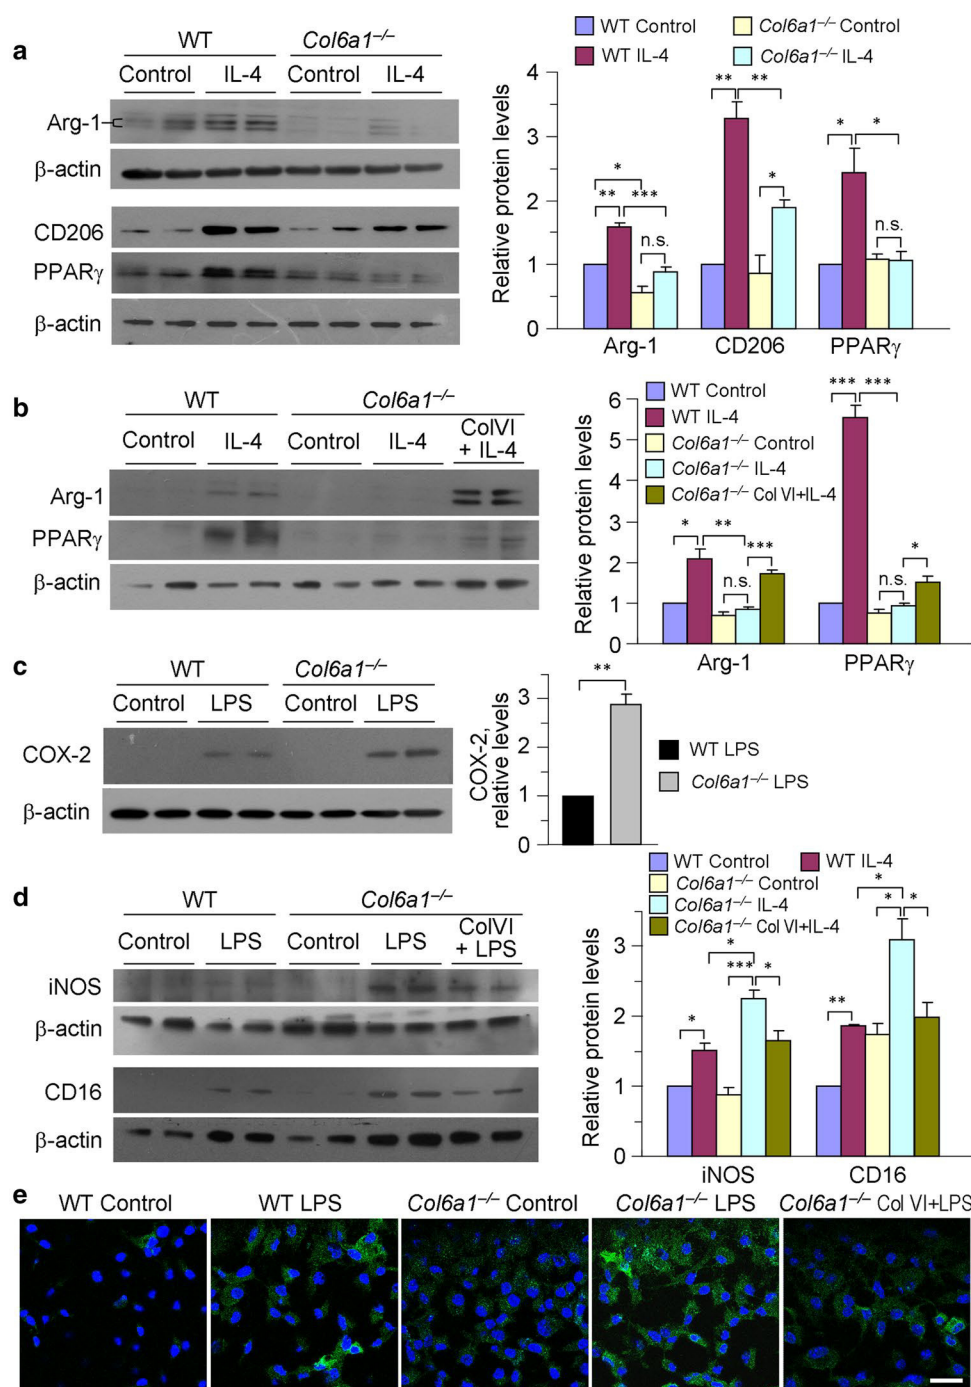 a
WT Col6a1–/–
Control IL-4 Control IL-4
Arg-1
β-actin
CD206
PPARγ
β-actin
WT Control Col6a1–/– Control
WT IL-4 Col6a1–/– IL-4
Relative protein levels
4
3
2
1
0
* ** *** n.s.
** ** *
* * n.s.
Arg-1 CD206 PPARγ
b
WT Col6a1–/–
Control IL-4 Control IL-4 ColVI
+ IL-4
Arg-1
PPARγ
β-actin
WT Control
WT IL-4
Col6a1–/– Control
Col6a1–/– IL-4
Col6a1–/– Col VI+IL-4
Relative protein levels
6
5
4
3
2
1
0
* ** n.s. ***
*** *** n.s. *
Arg-1 PPARγ
c
WT Col6a1–/–
Control LPS Control LPS
COX-2
β-actin
COX-2,
relative levels
3
2
1
0
**
WT LPS
Col6a1–/– LPS
d
WT Col6a1–/–
Control LPS Control LPS ColVI
+ LPS
iNOS
β-actin
CD16
β-actin
WT Control WT IL-4
Col6a1–/– Control
Col6a1–/– IL-4
Col6a1–/– Col VI+IL-4
Relative protein levels
3
2
1
0
* * *** *
** * * *
iNOS CD16
e
WT Control WT LPS Col6a1–/– Control Col6a1–/– LPS Col6a1–/– Col VI+LPS